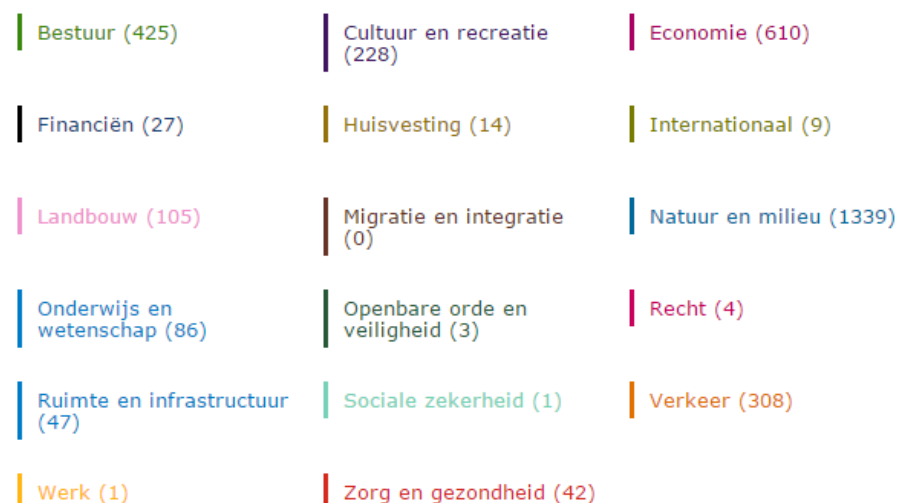 Bestuur (425)
Cultuur en recreatie
(228)
Economie (610)
Financiën (27)
Huisvesting (14)
Internationaal (9)
Landbouw (105)
Migratie en integratie
(0)
Natuur en milieu (1339)
Onderwijs en
wetenschap (86)
Openbare orde en
veiligheid (3)
Recht (4)
Ruimte en infrastructuur
(47)
Sociale zekerheid (1)
Verkeer (308)
Werk (1)
Zorg en gezondheid (42)